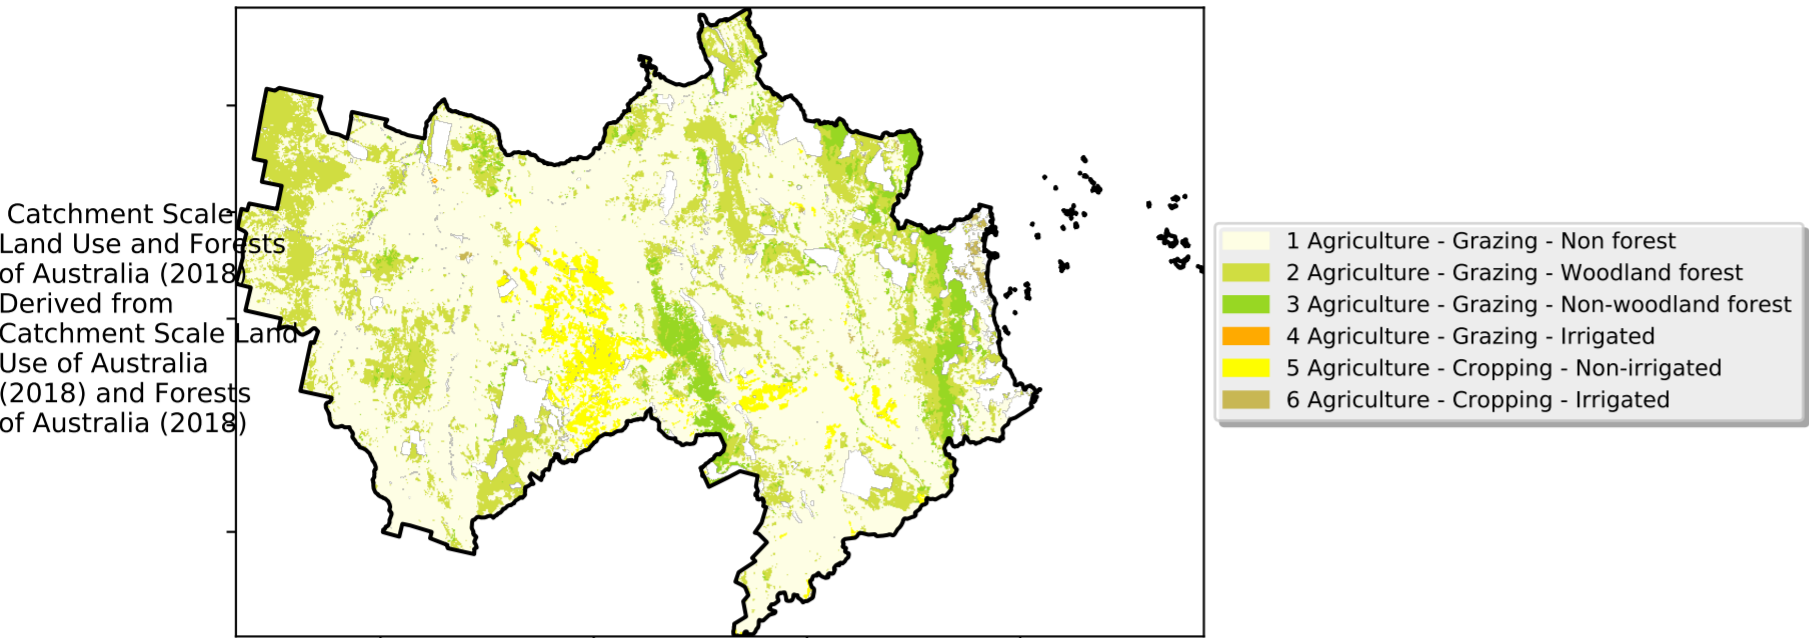 Catchment Scale
Land Use and Forests
of Australia (2018)
Derived from
Catchment Scale Land
Use of Australia
(2018) and Forests
of Australia (2018)
1 Agriculture - Grazing - Non forest
2 Agriculture - Grazing - Woodland forest
3 Agriculture - Grazing - Non-woodland forest
4 Agriculture - Grazing - Irrigated
5 Agriculture - Cropping - Non-irrigated
6 Agriculture - Cropping - Irrigated